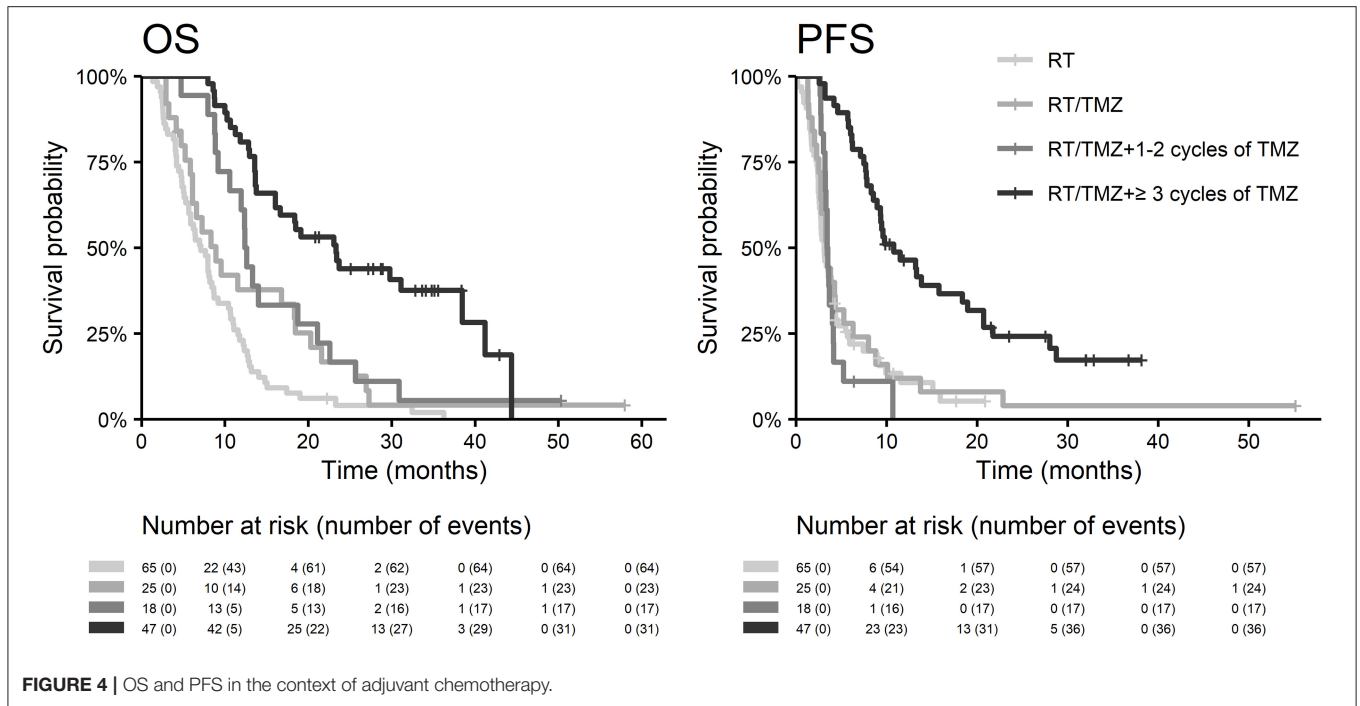 OS
100%
75%
50%
25%
0%
Survival probability
0 10 20 30 40 50 60
Time (months)
Number at risk (number of events)
65 (0) 22 (43) 4 (61) 2 (62) 0 (64) 0 (64) 0 (64)
25 (0) 10 (14) 6 (18) 1 (23) 1 (23) 1 (23) 0 (23)
18 (0) 13 (5) 5 (13) 2 (16) 1 (17) 1 (17) 0 (17)
47 (0) 42 (5) 25 (22) 13 (27) 3 (29) 0 (31) 0 (31)
PFS
RT
RT/TMZ
RT/TMZ+1-2 cycles of TMZ
RT/TMZ+≥ 3 cycles of TMZ
100%
75%
50%
25%
0%
Survival probability
0 10 20 30 40 50
Time (months)
Number at risk (number of events)
65 (0) 6 (54) 1 (57) 0 (57) 0 (57) 0 (57)
25 (0) 4 (21) 2 (23) 1 (24) 1 (24) 1 (24)
18 (0) 1 (16) 0 (17) 0 (17) 0 (17) 0 (17)
47 (0) 23 (23) 13 (31) 5 (36) 0 (36) 0 (36)
FIGURE 4 | OS and PFS in the context of adjuvant chemotherapy.